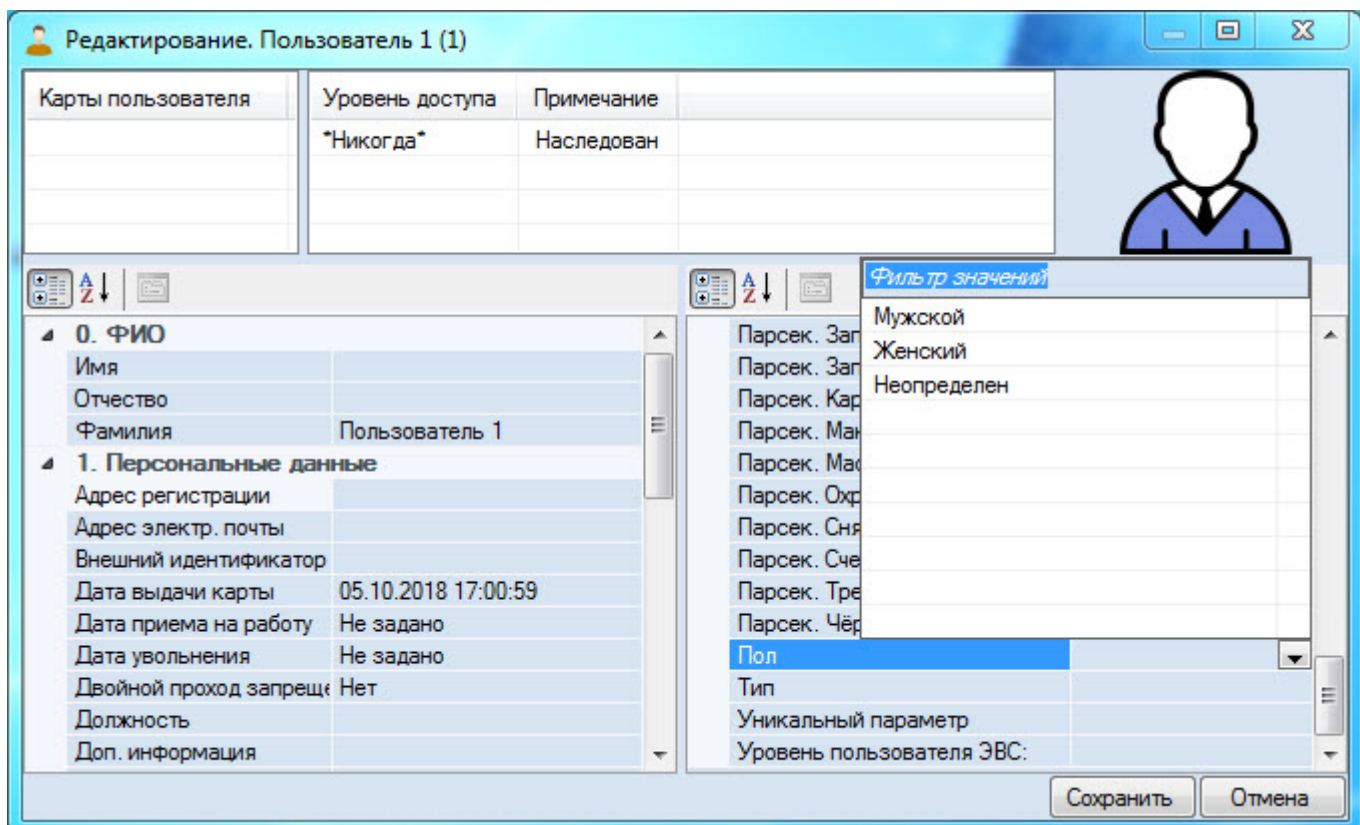 Редактирование. Пользователь 1 (1)
Карты пользователя
Уровень доступа Примечание
*Никогда* Наследован
0. ФИО
Имя
Отчество
Фамилия Пользователь 1
1. Персональные данные
Адрес регистрации
Адрес электр. почты
Внешний идентификатор
Дата выдачи карты 05.10.2018 17:00:59
Дата приема на работу Не задано
Дата увольнения Не задано
Двойной проход запреще Нет
Должность
Доп. информация
Фильтр значений
Мужской
Женский
Неопределен
Парсек. Зап
Парсек. Зап
Парсек. Кар
Парсек. Мак
Парсек. Мас
Парсек. Охр
Парсек. Сня
Парсек. Сче
Парсек. Тре
Парсек. Чёр
Пол
Тип
Уникальный параметр
Уровень пользователя ЭВС:
Сохранить Отмена